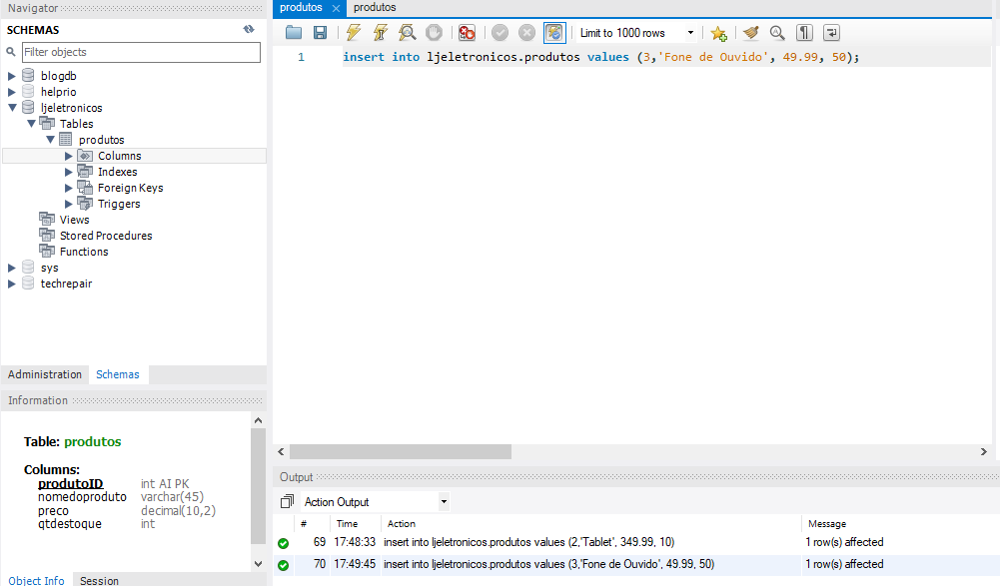 Navigator
SCHEMAS
Filter objects
blogdb
helprio
ljeletronicos
Tables
produtos
Columns
Indexes
Foreign Keys
Triggers
Views
Stored Procedures
Functions
sys
techrepair
Administration Schemas
Information
Table: produtos
Columns:
produtoID int AI PK
nomedoproduto varchar(45)
preco decimal(10,2)
qtdestoque int
Object Info Session
produtos produtos
Limit to 1000 rows
1 insert into ljeletronicos.produtos values (3,'Fone de Ouvido', 49.99, 50);
Output
Action Output
# Time Action Message
69 17:48:33 insert into ljeletronicos.produtos values (2,'Tablet', 349.99, 10) 1 row(s) affected
70 17:49:45 insert into ljeletronicos.produtos values (3,'Fone de Ouvido', 49.99, 50) 1 row(s) affected